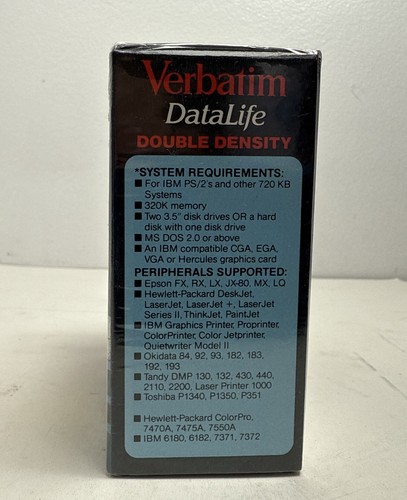 Verbatim
DataLife
DOUBLE DENSITY
*SYSTEM REQUIREMENTS:
■ For IBM PS/2's and other 720 KB
Systems
■ 320K memory
■ Two 3.5" disk drives OR a hard
disk with one disk drive
■ MS DOS 2.0 or above
■ An IBM compatible CGA, EGA,
VGA or Hercules graphics card
PERIPHERALS SUPPORTED:
■ Epson FX, RX, LX, JX-80, MX, LQ
■ Hewlett-Packard DeskJet,
LaserJet, LaserJet +, LaserJet
Series II, ThinkJet, PaintJet
■ IBM Graphics Printer, Proprinter,
ColorPrinter, Color Jetprinter,
Quietwriter Model II
■ Okidata 84, 92, 93, 182, 183,
192, 193
■ Tandy DMP 130, 132, 430, 440,
2110, 2200, Laser Printer 1000
■ Toshiba P1340, P1350, P351
■ Hewlett-Packard ColorPro,
7470A, 7475A, 7550A
■ IBM 6180, 6182, 7371, 7372